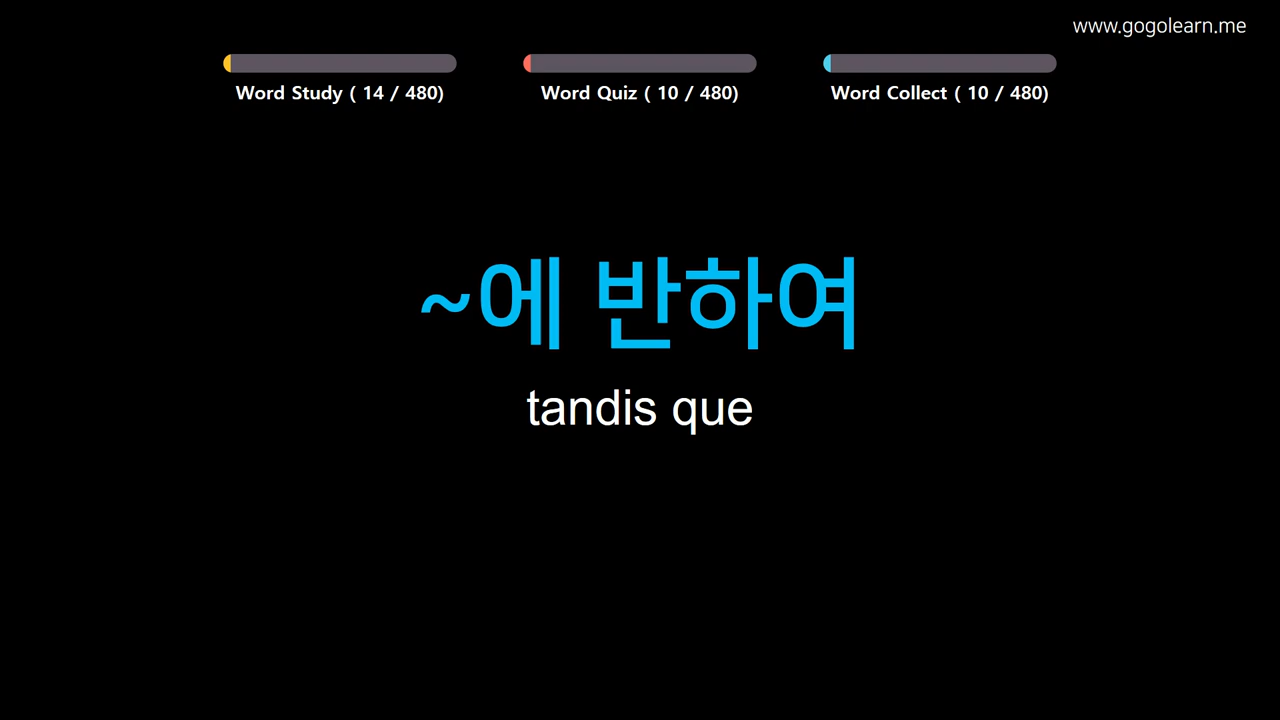 www.gogolearn.me
Word Study ( 14 / 480)
Word Quiz ( 10 / 480)
Word Collect ( 10 / 480)
~에 반하여
tandis que